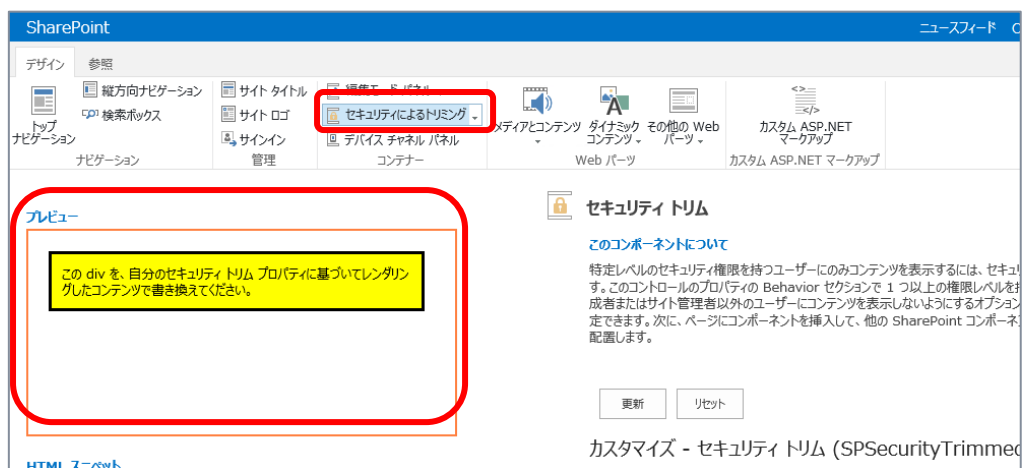 SharePoint
ニュースフィード
デザイン 参照
トップ
ナビゲーション
縦方向ナビゲーション
検索ボックス
ナビゲーション
サイト タイトル
サイト ロゴ
サインイン
管理
編集モード パネル
セキュリティによるトリミング
デバイス チャネル パネル
コンテナー
メディアとコンテンツ
ダイナミック
コンテンツ
その他の Web
パーツ
Web パーツ
カスタム ASP.NET
マークアップ
カスタム ASP.NET マークアップ
プレビュー
この div を、自分のセキュリティ トリム プロパティに基づいてレンダリン
グしたコンテンツで書き換えてください。
HTML スニペット
セキュリティ トリム
このコンポーネントについて
特定レベルのセキュリティ権限を持つユーザーにのみコンテンツを表示するには、セキュリ
す。このコントロールのプロパティの Behavior セクションで 1 つ以上の権限レベルを
成者またはサイト管理者以外のユーザーにコンテンツを表示しないようにするオプション
定できます。次に、ページにコンポーネントを挿入して、他の SharePoint コンポーネ
配置します。
更新 リセット
カスタマイズ - セキュリティ トリム (SPSecurityTrimmed